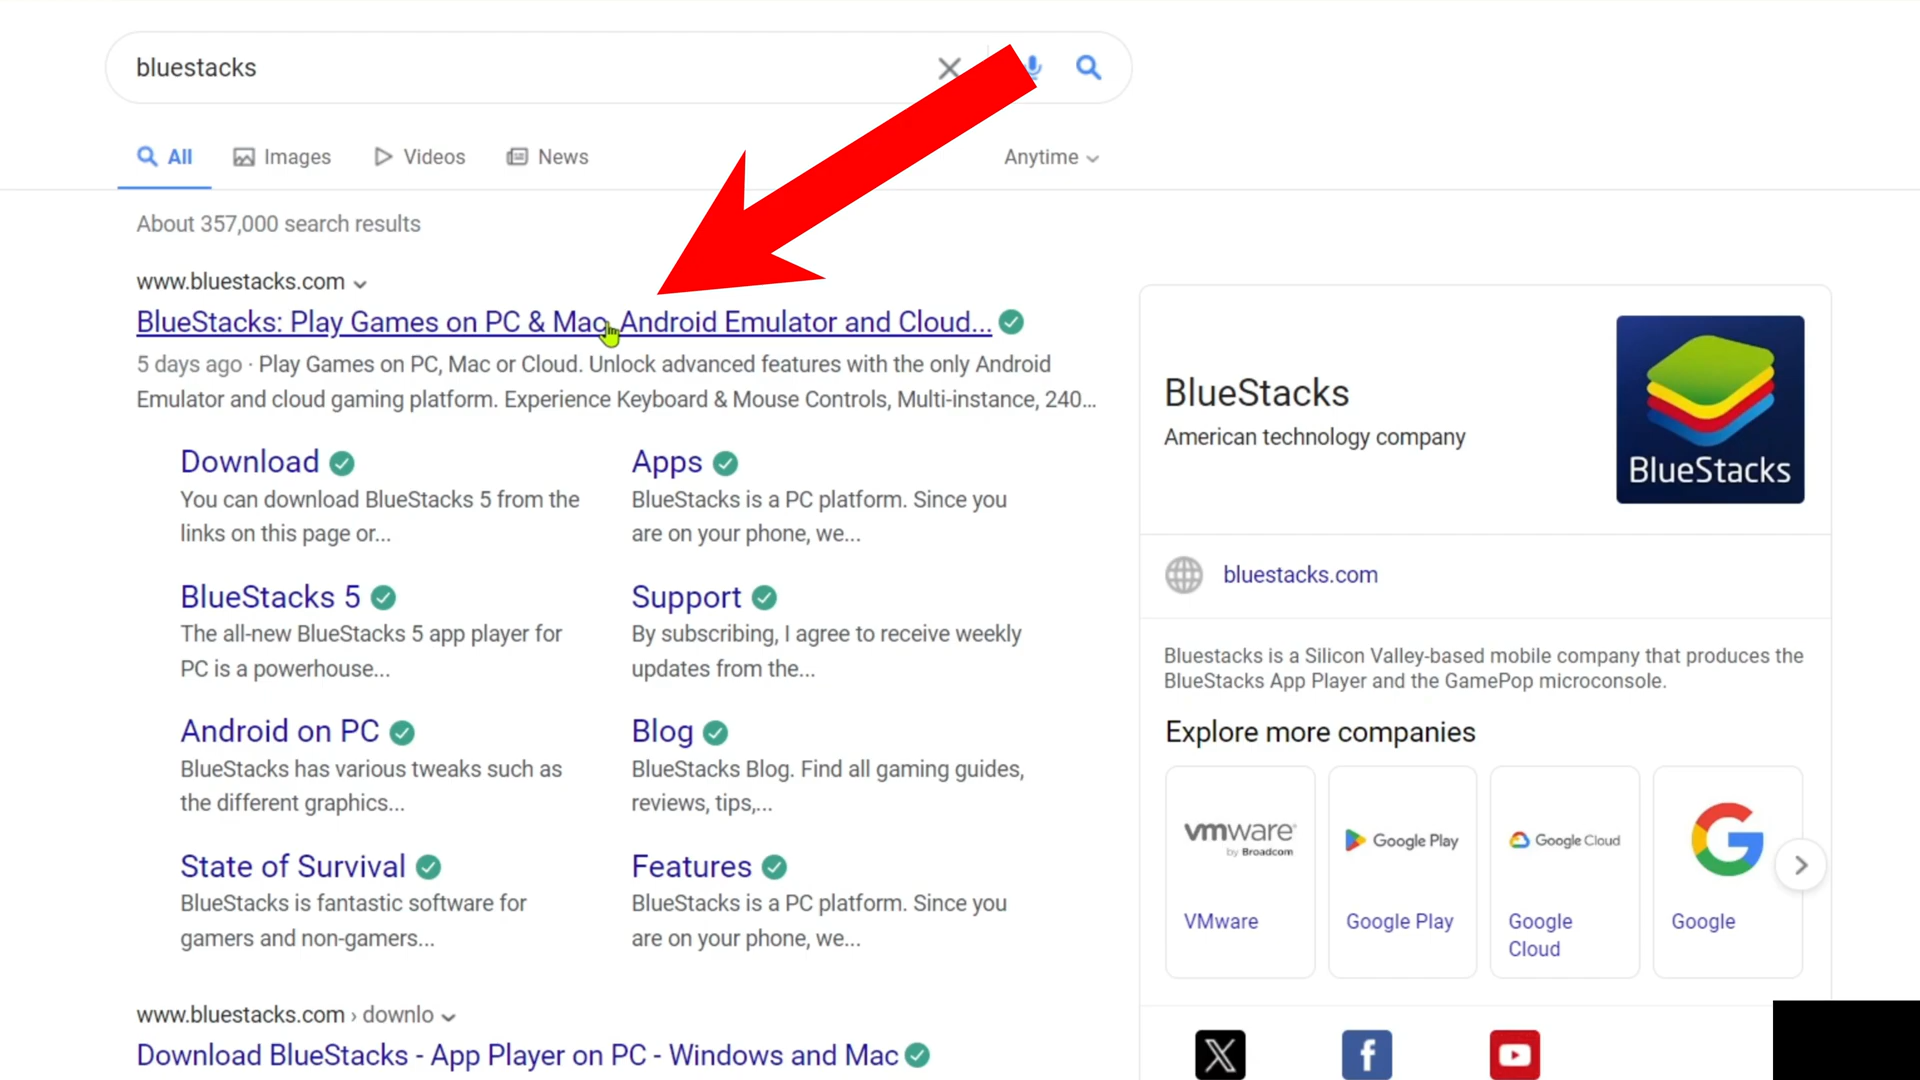 bluestacks
All Images Videos News Anytime
About 357,000 search results
www.bluestacks.com
BlueStacks: Play Games on PC & Mac, Android Emulator and Cloud...
5 days ago · Play Games on PC, Mac or Cloud. Unlock advanced features with the only Android
Emulator and cloud gaming platform. Experience Keyboard & Mouse Controls, Multi-instance, 240...
Download
You can download BlueStacks 5 from the
links on this page or...
Apps
BlueStacks is a PC platform. Since you
are on your phone, we...
BlueStacks 5
The all-new BlueStacks 5 app player for
PC is a powerhouse...
Support
By subscribing, I agree to receive weekly
updates from the...
Android on PC
BlueStacks has various tweaks such as
the different graphics...
Blog
BlueStacks Blog. Find all gaming guides,
reviews, tips,...
State of Survival
BlueStacks is fantastic software for
gamers and non-gamers...
Features
BlueStacks is a PC platform. Since you
are on your phone, we...
www.bluestacks.com › downlo
Download BlueStacks - App Player on PC - Windows and Mac
BlueStacks
American technology company
BlueStacks
bluestacks.com
Bluestacks is a Silicon Valley-based mobile company that produces the
BlueStacks App Player and the GamePop microconsole.
Explore more companies
vmware
by Broadcom
VMware
Google Play
Google Play
Google Cloud
Google
Cloud
G
Google
X
f